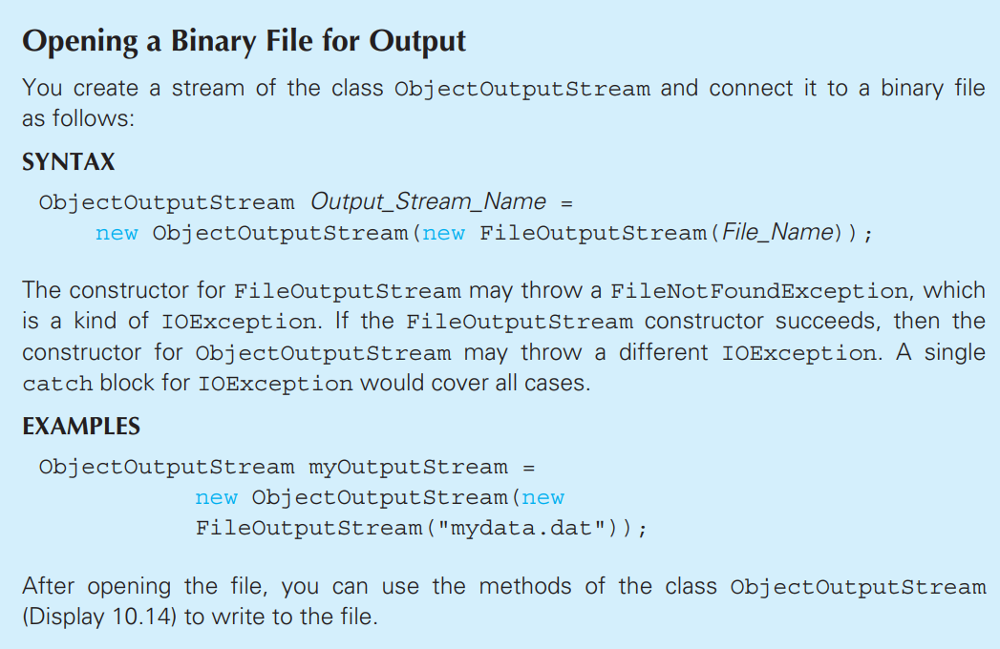 Opening a Binary File for Output
You create a stream of the class ObjectOutputStream and connect it to a binary file
as follows:
SYNTAX
ObjectOutputStream Output_Stream_Name =
new ObjectOutputStream(new FileOutputStream(File_Name));
The constructor for FileOutputStream may throw a FileNotFoundException, which
is a kind of IOException. If the FileOutputStream constructor succeeds, then the
constructor for ObjectOutputStream may throw a different IOException. A single
catch block for IOException would cover all cases.
EXAMPLES
ObjectOutputStream myOutputStream =
new ObjectOutputStream(new
FileOutputStream("mydata.dat"));
After opening the file, you can use the methods of the class ObjectOutputStream
(Display 10.14) to write to the file.